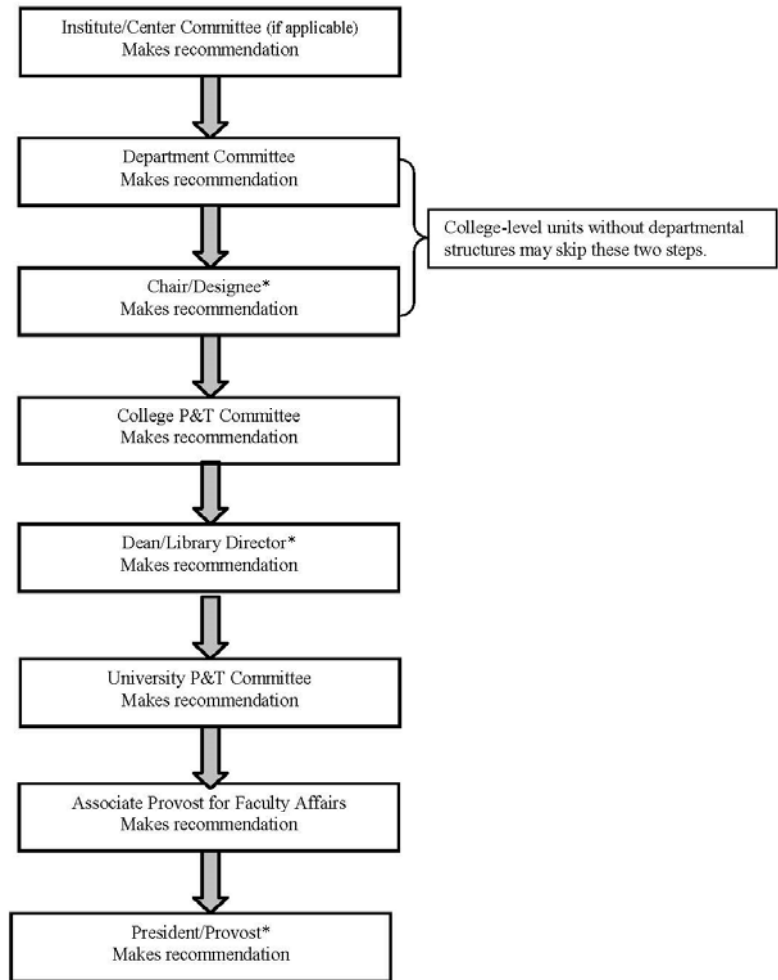 Institute/Center Committee (if applicable)
Makes recommendation
Department Committee
Makes recommendation
College-level units without departmental
structures may skip these two steps.
Chair/Designee*
Makes recommendation
College P&T Committee
Makes recommendation
Dean/Library Director*
Makes recommendation
University P&T Committee
Makes recommendation
Associate Provost for Faculty Affairs
Makes recommendation
President/Provost*
Makes recommendation